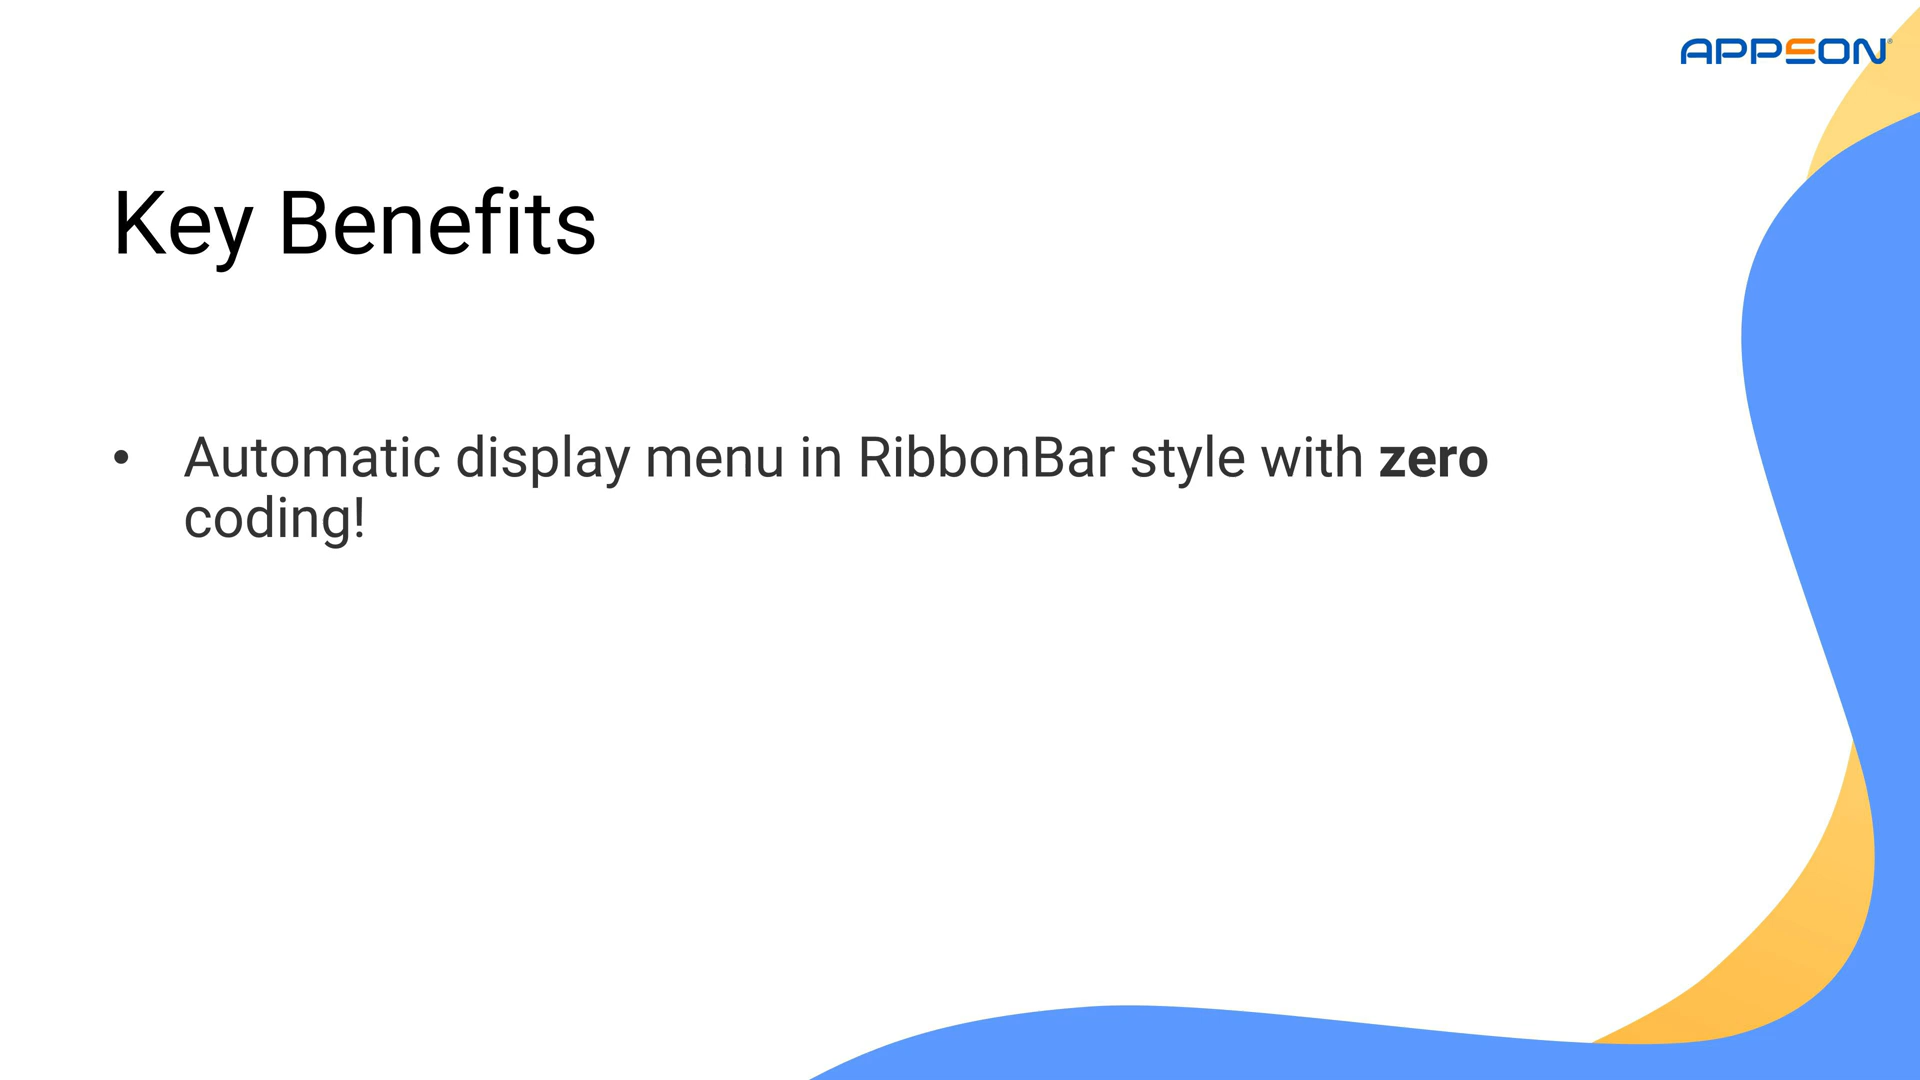 APPEON
Key Benefits
• Automatic display menu in RibbonBar style with zero
coding!